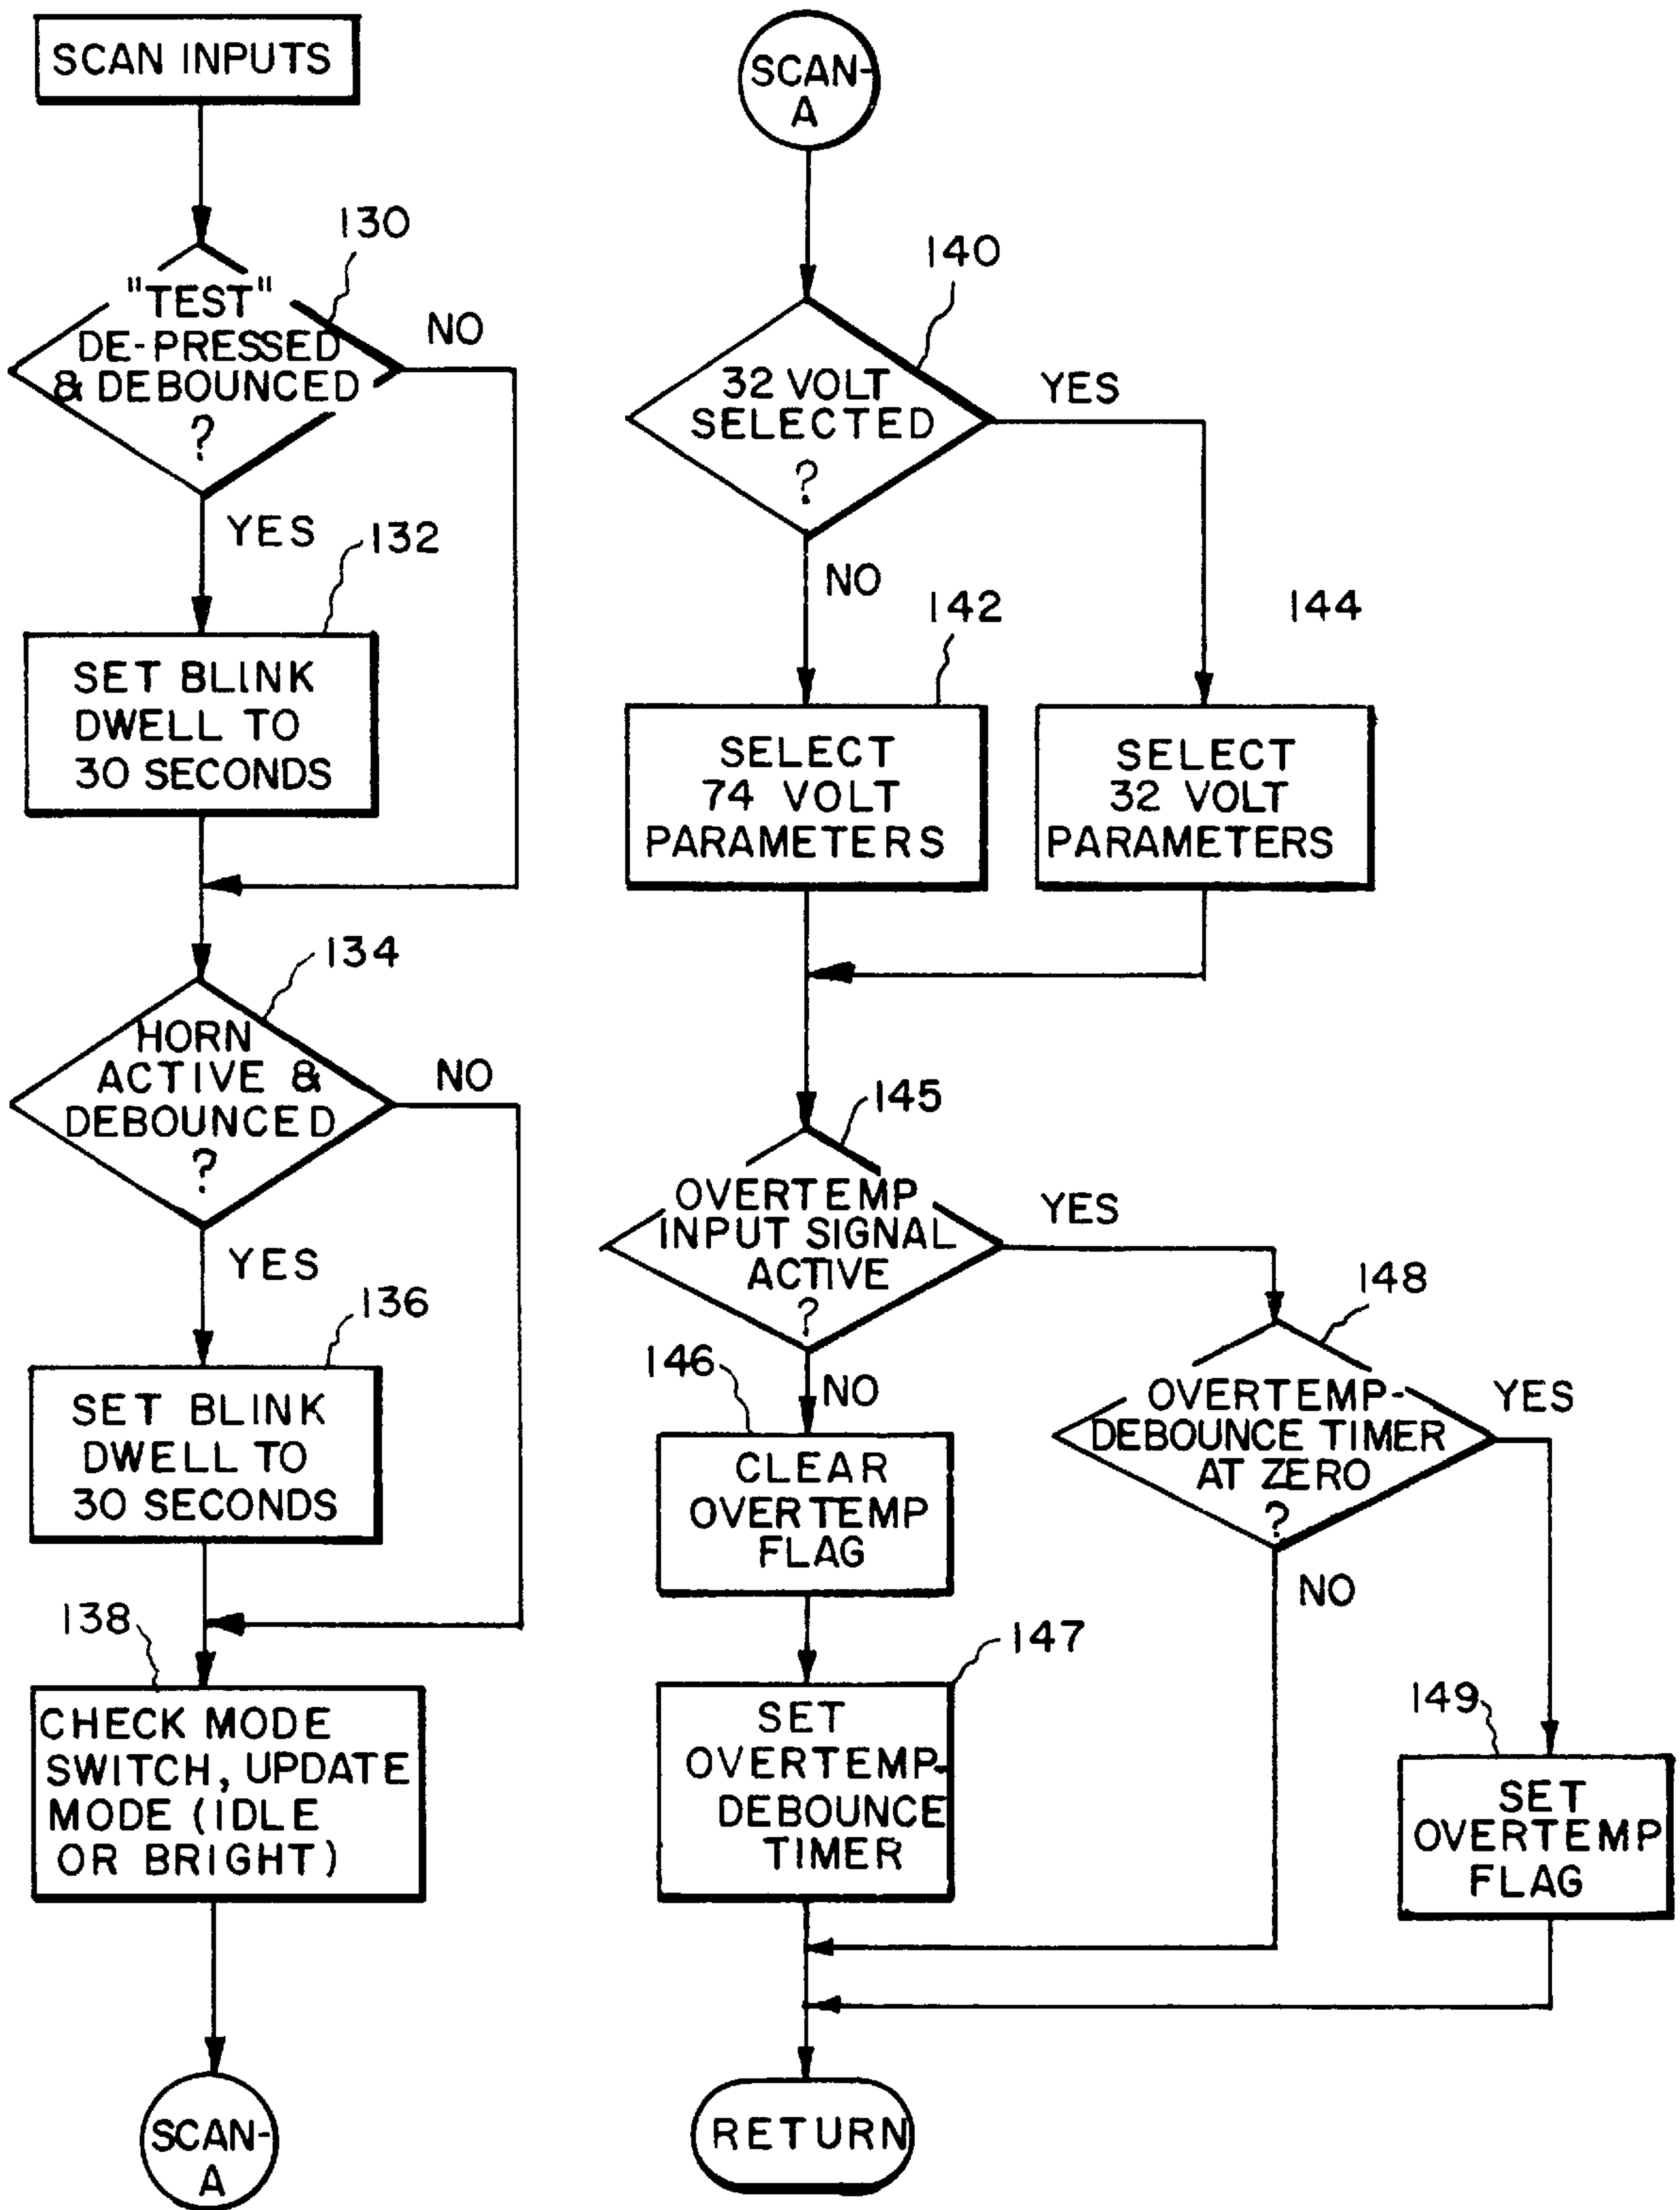 SCAN INPUTS
130
"TEST"
DE-PRESSED
& DEBOUNCED
?
NO
YES
132
SET BLINK
DWELL TO
30 SECONDS
134
HORN
ACTIVE &
DEBOUNCED
?
NO
YES
136
SET BLINK
DWELL TO
30 SECONDS
138
CHECK MODE
SWITCH, UPDATE
MODE (IDLE
OR BRIGHT)
SCAN-
A
SCAN-
A
140
32 VOLT
SELECTED
?
YES
NO
142
SELECT
74 VOLT
PARAMETERS
144
SELECT
32 VOLT
PARAMETERS
145
OVERTEMP
INPUT SIGNAL
ACTIVE
?
YES
NO
146
CLEAR
OVERTEMP
FLAG
147
SET
OVERTEMP-
DEBOUNCE
TIMER
148
OVERTEMP-
DEBOUNCE TIMER
AT ZERO
?
YES
NO
149
SET
OVERTEMP
FLAG
RETURN